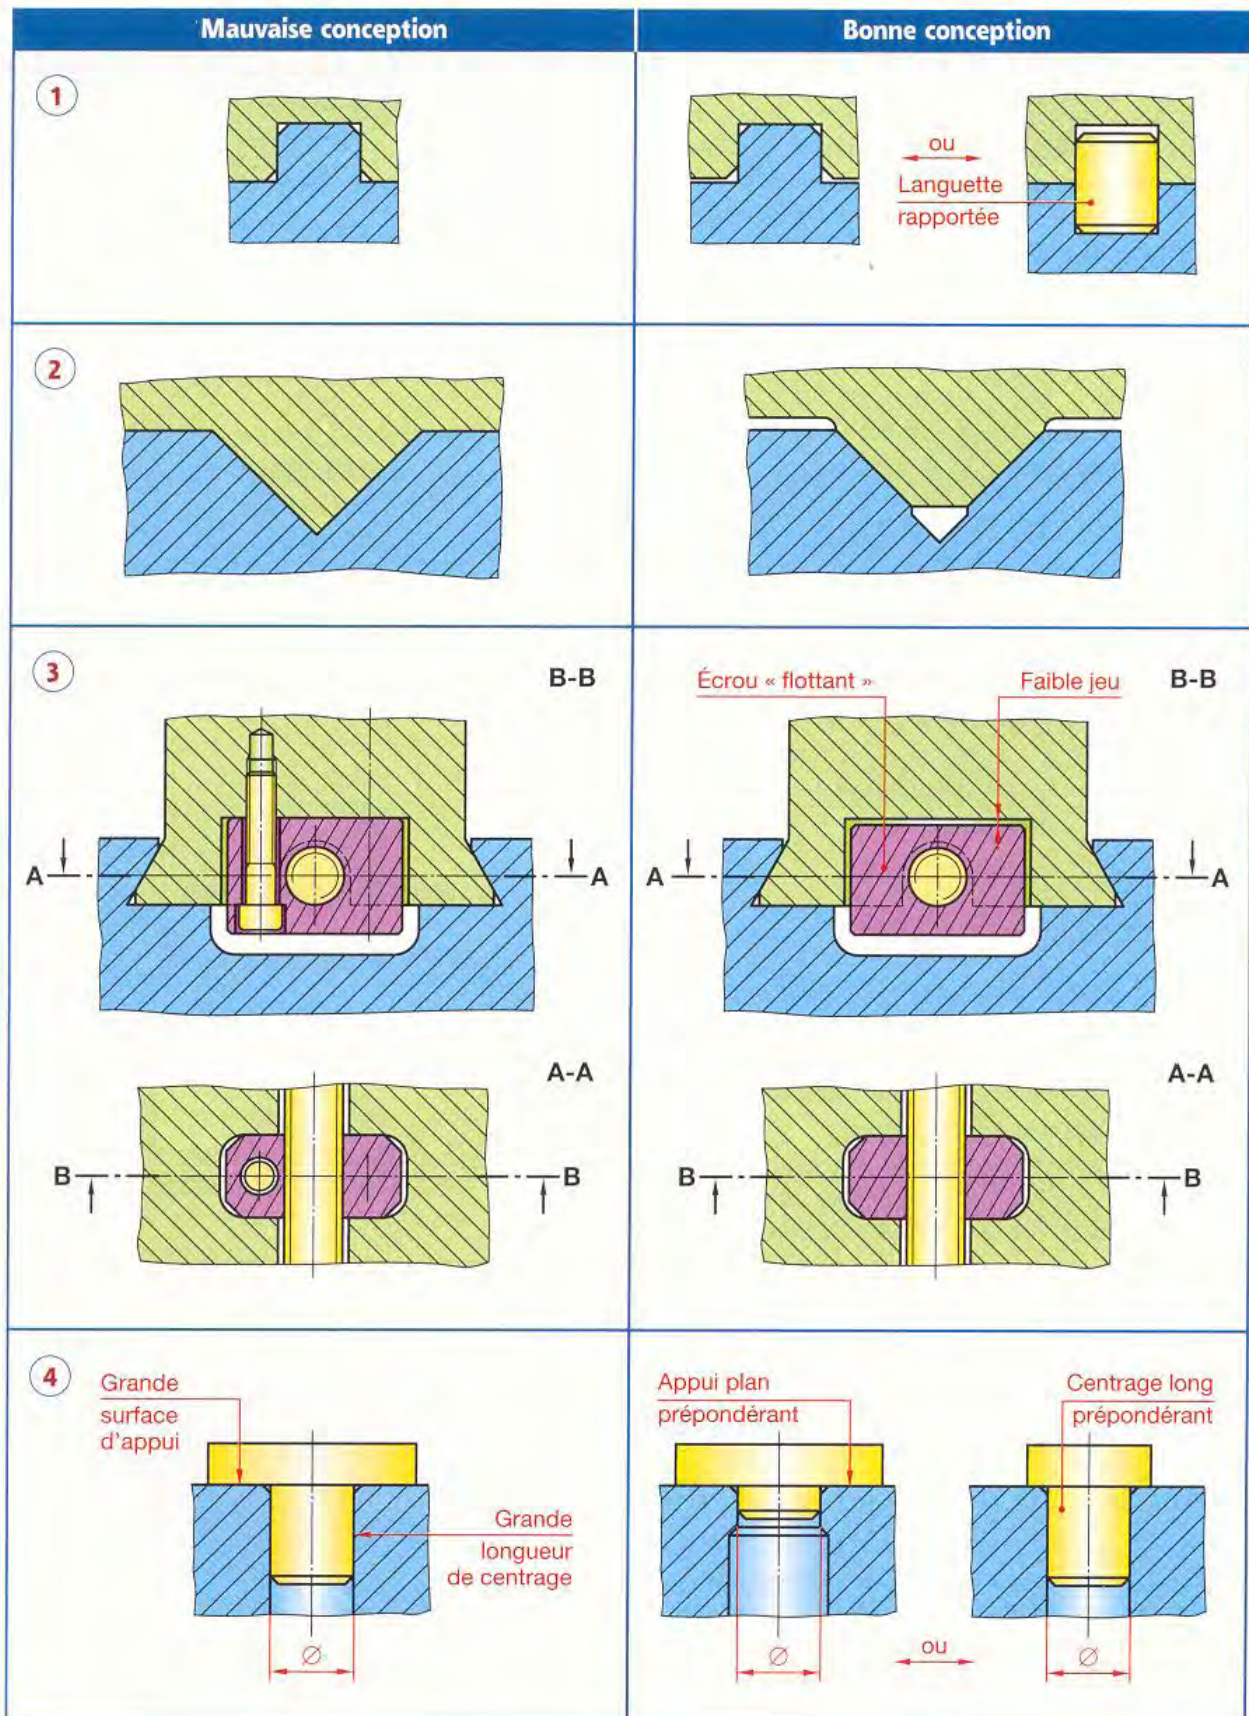 Mauvaise conception
Bonne conception
1
ou
Languette
rapportée
2
3
B-B
A
A
A-A
B
B
Écrou « flottant »
Faible jeu
B-B
A
A
A-A
B
B
4
Grande
surface
d'appui
Grande
longueur
de centrage
Ø
Appui plan
prépondérant
Centrage long
prépondérant
Ø
ou
Ø